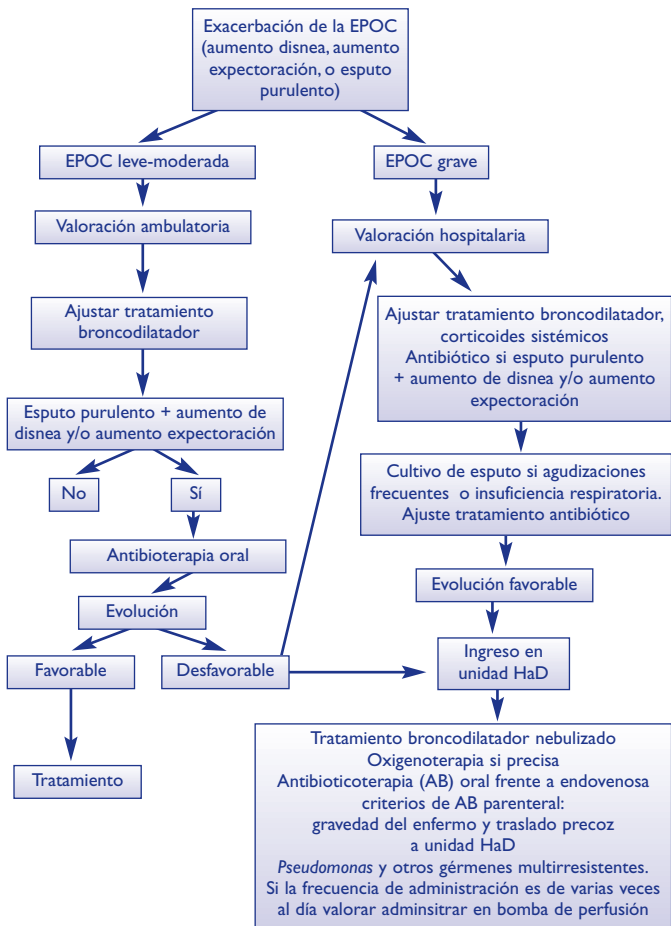 Exacerbación de la EPOC
(aumento disnea, aumento
expectoración, o esputo
purulento)
EPOC leve-moderada
EPOC grave
Valoración ambulatoria
Valoración hospitalaria
Ajustar tratamiento
broncodilatador
Ajustar tratamiento broncodilatador,
corticoides sistémicos
Antibiótico si esputo purulento
+ aumento de disnea y/o aumento
expectoración
Esputo purulento + aumento de
disnea y/o aumento expectoración
No
Sí
Cultivo de esputo si agudizaciones
frecuentes o insuficiencia respiratoria.
Ajuste tratamiento antibiótico
Antibioterapia oral
Evolución
Evolución favorable
Favorable
Desfavorable
Ingreso en
unidad HaD
Tratamiento
Tratamiento broncodilatador nebulizado
Oxigenoterapia si precisa
Antibioticoterapia (AB) oral frente a endovenosa
criterios de AB parenteral:
gravedad del enfermo y traslado precoz
a unidad HaD
Pseudomonas y otros gérmenes multirresistentes.
Si la frecuencia de administración es de varias veces
al día valorar adminsitrar en bomba de perfusión